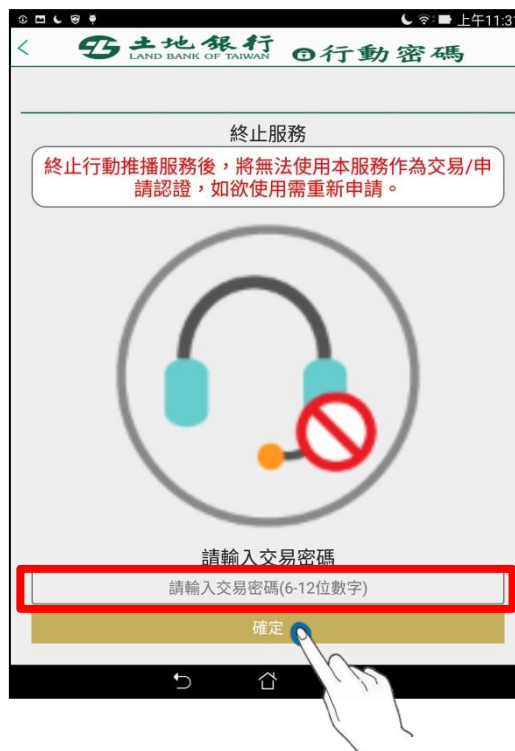 上午11:31
土地銀行 行動密碼
LAND BANK OF TAIWAN
終止服務
終止行動推播服務後，將無法使用本服務作為交易/申
請認證，如欲使用需重新申請。
請輸入交易密碼
請輸入交易密碼(6-12位數字)
確定